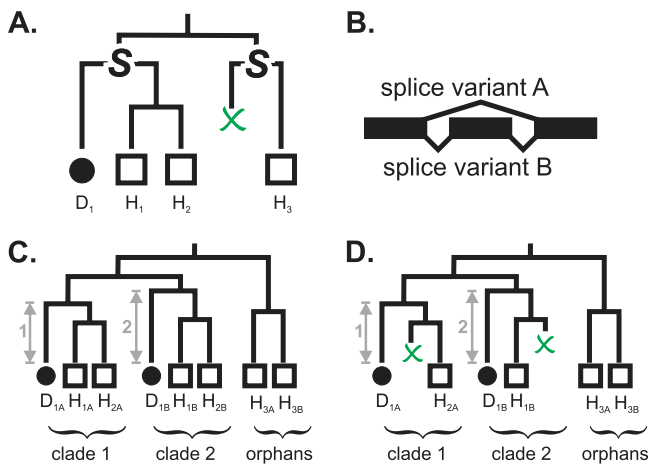 A.
S S
D₁ H₁ H₂ H₃
B.
splice variant A
splice variant B
C.
1 2
D₁A H₁A H₂A D₁B H₁B H₂B H₃A H₃B
clade 1 clade 2 orphans
D.
1 2
D₁A H₂A D₁B H₁B H₃A H₃B
clade 1 clade 2 orphans